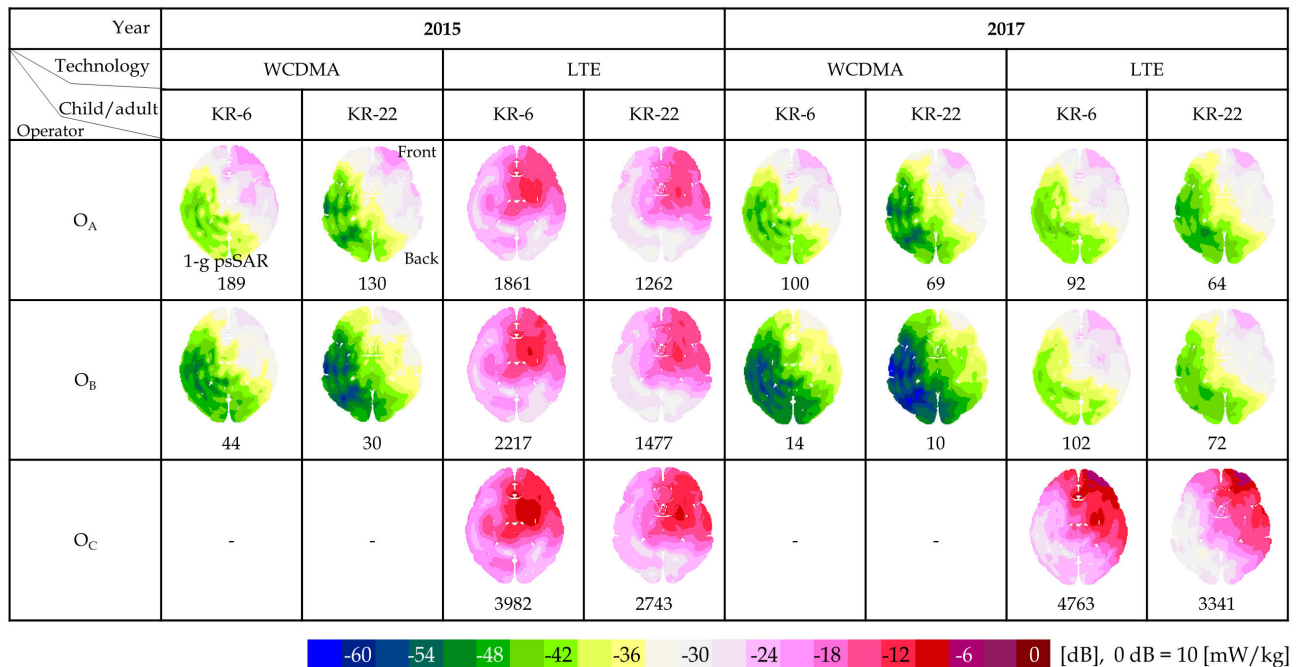 Year 2015 2017
Technology WCDMA LTE WCDMA LTE
Child/adult KR-6 KR-22 KR-6 KR-22 KR-6 KR-22 KR-6 KR-22
Operator
Front
O_A
Back
1-g psSAR
189 130 1861 1262 100 69 92 64
O_B
44 30 2217 1477 14 10 102 72
O_C - - - -
3982 2743 4763 3341
-60 -54 -48 -42 -36 -30 -24 -18 -12 -6 0 [dB], 0 dB = 10 [mW/kg]